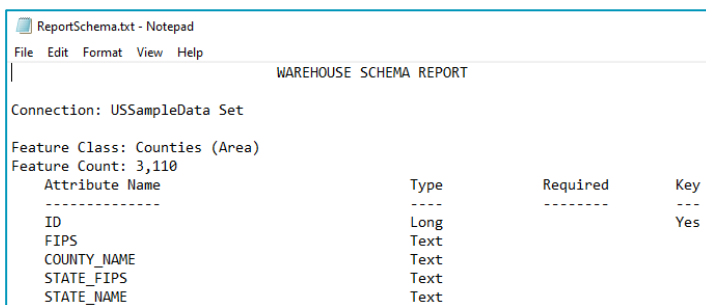 ReportSchema.txt - Notepad
File Edit Format View Help
WAREHOUSE SCHEMA REPORT
Connection: USSampleData Set
Feature Class: Counties (Area)
Feature Count: 3,110
Attribute Name Type Required Key
-------------- ---- -------- ---
ID Long Yes
FIPS Text
COUNTY_NAME Text
STATE_FIPS Text
STATE_NAME Text